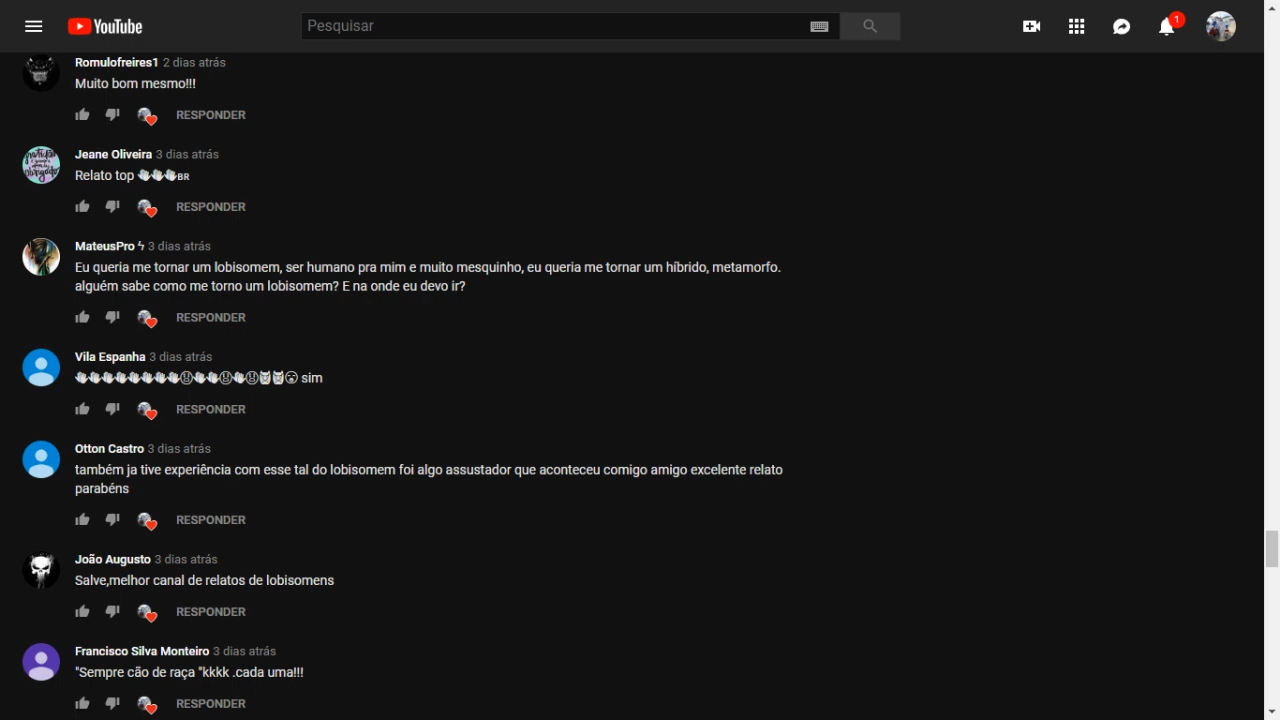 YouTube
Pesquisar
1
Romulofreires1 2 dias atrás
Muito bom mesmo!!!
RESPONDER
Jeane Oliveira 3 dias atrás
Relato top 👏👏👏BR
RESPONDER
MateusPro ϟ 3 dias atrás
Eu queria me tornar um lobisomem, ser humano pra mim e muito mesquinho, eu queria me tornar um híbrido, metamorfo.
alguém sabe como me torno um lobisomem? E na onde eu devo ir?
RESPONDER
Vila Espanha 3 dias atrás
sim
RESPONDER
Otton Castro 3 dias atrás
também ja tive experiência com esse tal do lobisomem foi algo assustador que aconteceu comigo amigo excelente relato
parabéns
RESPONDER
João Augusto 3 dias atrás
Salve,melhor canal de relatos de lobisomens
RESPONDER
Francisco Silva Monteiro 3 dias atrás
"Sempre cão de raça "kkkk .cada uma!!!
RESPONDER